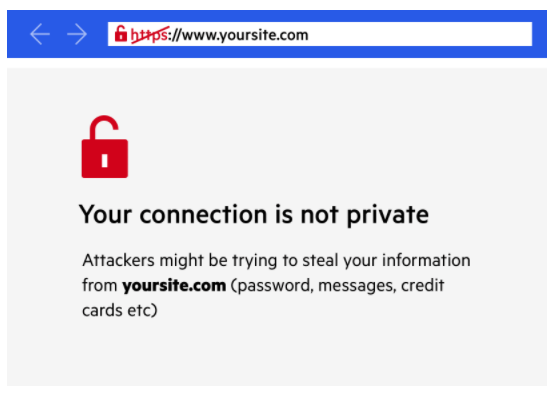 https://www.yoursite.com
Your connection is not private
Attackers might be trying to steal your information
from yoursite.com (password, messages, credit
cards etc)